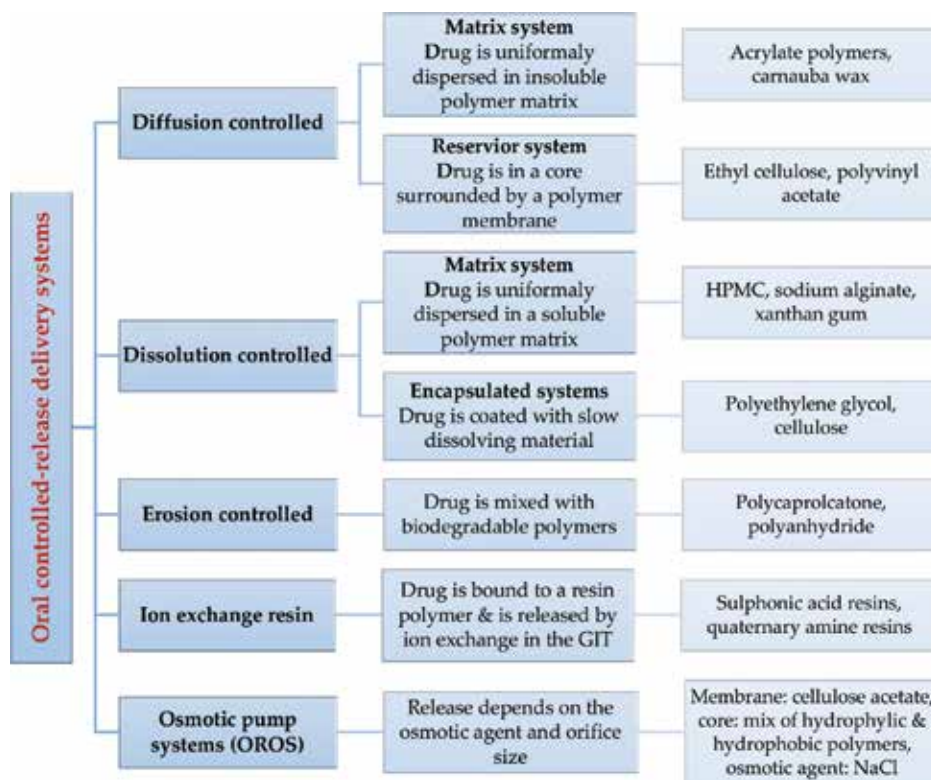 Oral controlled-release delivery systems
Diffusion controlled
Matrix system
Drug is uniformaly
dispersed in insoluble
polymer matrix
Acrylate polymers,
carnauba wax
Reservior system
Drug is in a core
surrounded by a polymer
membrane
Ethyl cellulose, polyvinyl
acetate
Dissolution controlled
Matrix system
Drug is uniformaly
dispersed in a soluble
polymer matrix
HPMC, sodium alginate,
xanthan gum
Encapsulated systems
Drug is coated with slow
dissolving material
Polyethylene glycol,
cellulose
Erosion controlled
Drug is mixed with
biodegradable polymers
Polycaprolcatone,
polyanhydride
Ion exchange resin
Drug is bound to a resin
polymer & is released by
ion exchange in the GIT
Sulphonic acid resins,
quaternary amine resins
Osmotic pump
systems (OROS)
Release depends on the
osmotic agent and orifice
size
Membrane: cellulose acetate,
core: mix of hydrophylic &
hydrophobic polymers,
osmotic agent: NaCl